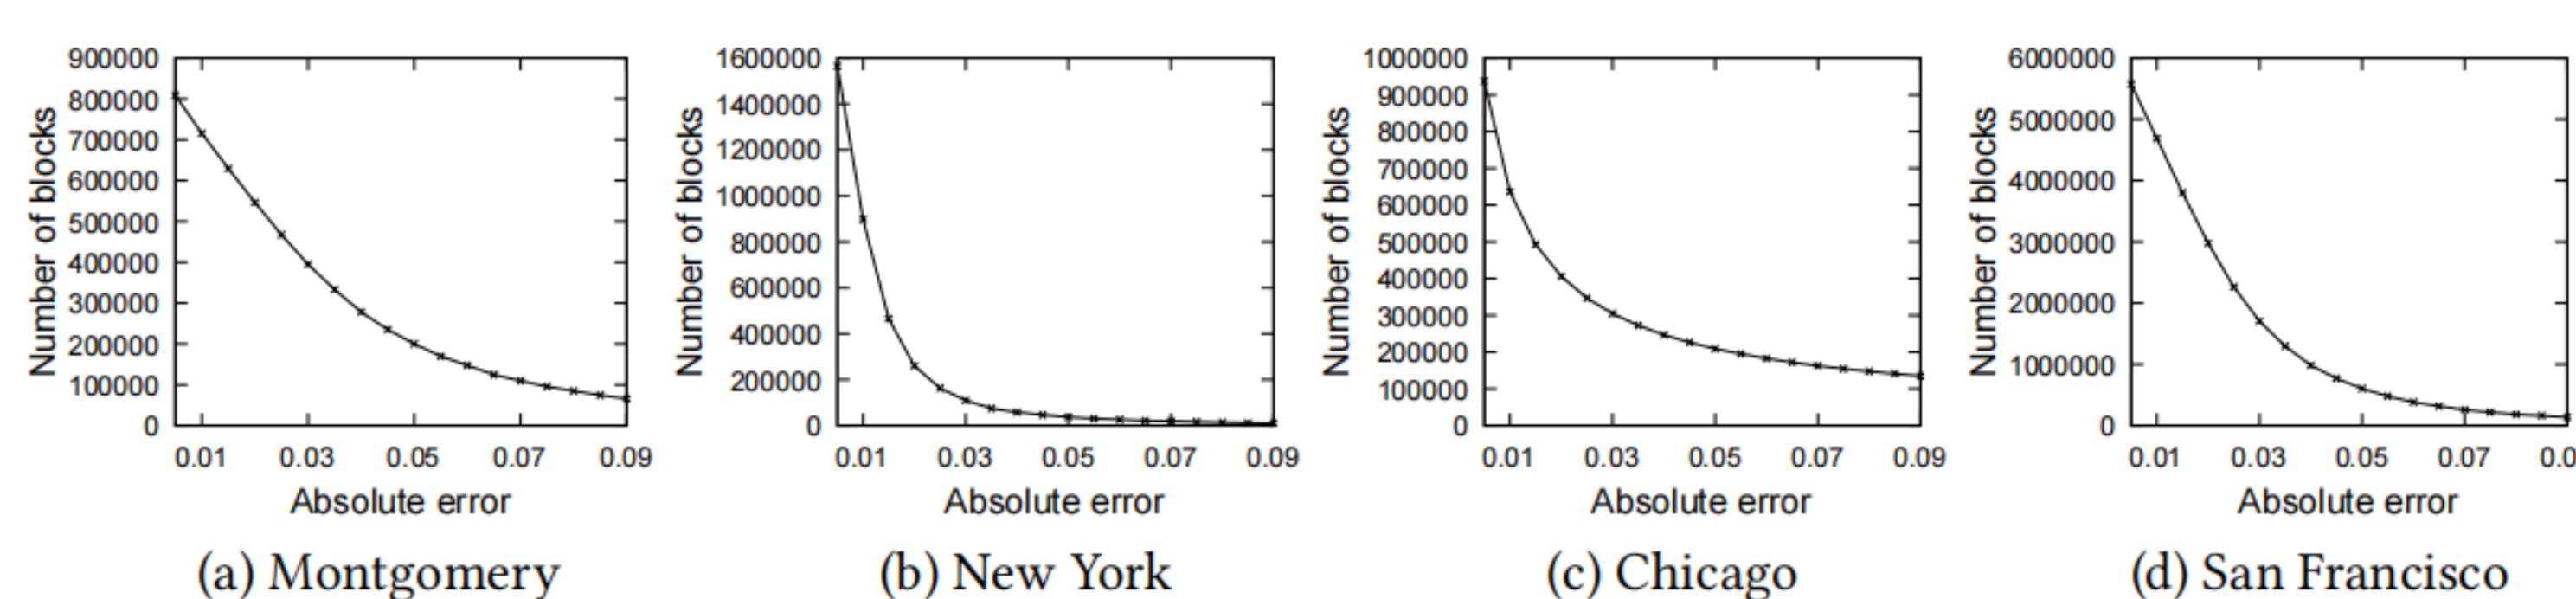 900000
800000
700000
600000
500000
400000
300000
200000
100000
0
Number of blocks
0.01 0.03 0.05 0.07 0.09
Absolute error
(a) Montgomery
1600000
1400000
1200000
1000000
800000
600000
400000
200000
0
Number of blocks
0.01 0.03 0.05 0.07 0.09
Absolute error
(b) New York
1000000
900000
800000
700000
600000
500000
400000
300000
200000
100000
0
Number of blocks
0.01 0.03 0.05 0.07 0.09
Absolute error
(c) Chicago
6000000
5000000
4000000
3000000
2000000
1000000
0
Number of blocks
0.01 0.03 0.05 0.07 0.0
Absolute error
(d) San Francisco